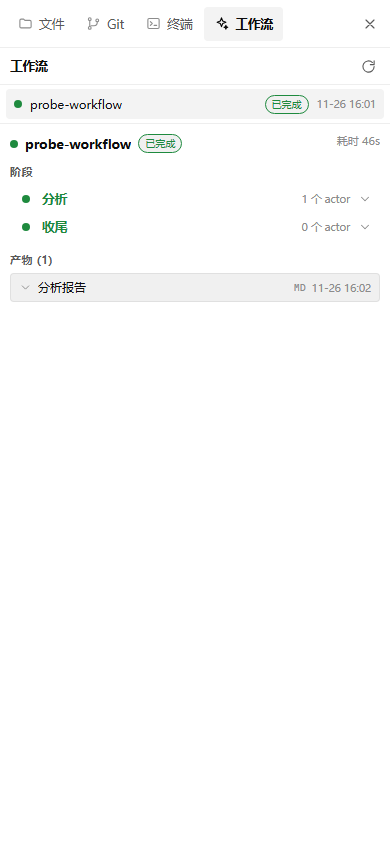 文件 Git 终端 工作流
工作流
probe-workflow 已完成 11-26 16:01
probe-workflow 已完成 耗时 46s
阶段
分析 1 个 actor
收尾 0 个 actor
产物 (1)
分析报告 MD 11-26 16:02